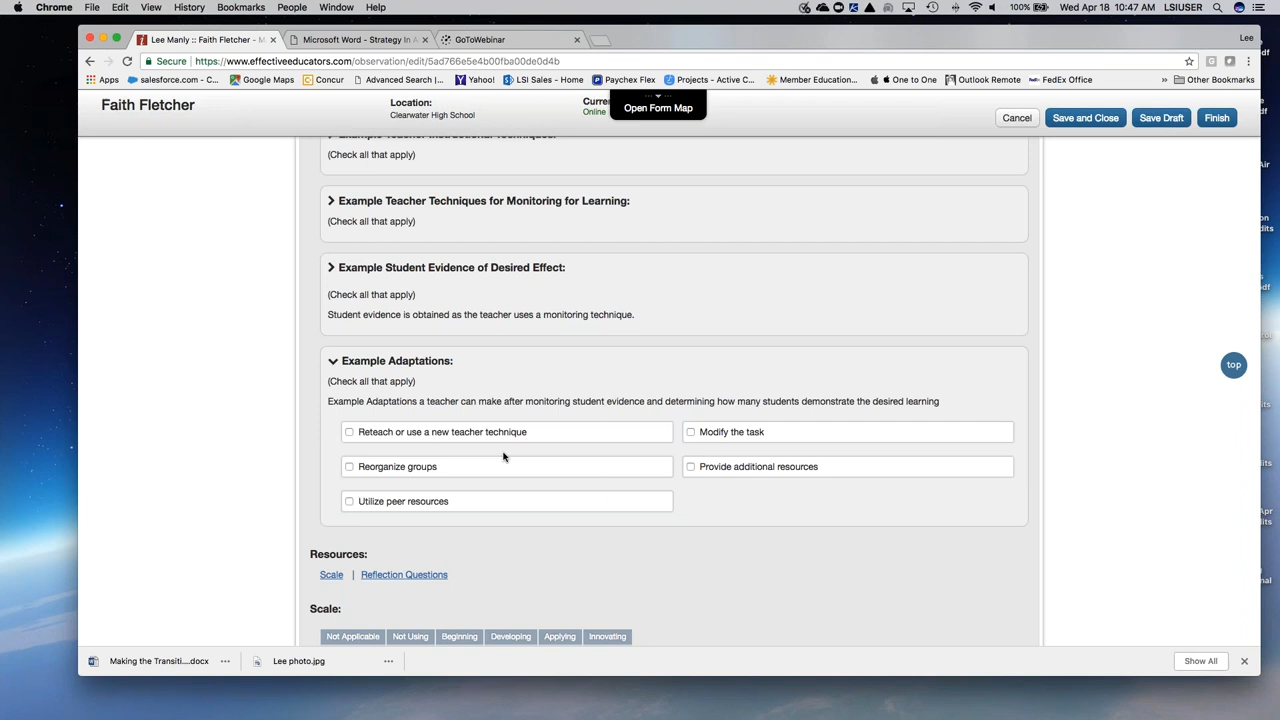 Chrome File Edit View History Bookmarks People Window Help 100% Wed Apr 18 10:47 AM LSIUSER
Lee Manly :: Faith Fletcher - M Microsoft Word - Strategy In A GoToWebinar Lee
Secure https://www.effectiveeducators.com/observation/edit/5ad766e5e4b00fba00de0d4b
Apps salesforce.com - C... Google Maps Concur Advanced Search |... Yahoo! LSI Sales - Home Paychex Flex Projects - Active C... Member Education... One to One Outlook Remote FedEx Office » Other Bookmarks
Faith Fletcher
Location:
Clearwater High School
Curre
Online
Open Form Map
Cancel Save and Close Save Draft Finish
Example Teacher Instructional Techniques:
(Check all that apply)
Example Teacher Techniques for Monitoring for Learning:
(Check all that apply)
Example Student Evidence of Desired Effect:
(Check all that apply)
Student evidence is obtained as the teacher uses a monitoring technique.
Example Adaptations:
(Check all that apply)
Example Adaptations a teacher can make after monitoring student evidence and determining how many students demonstrate the desired learning
Reteach or use a new teacher technique Modify the task
Reorganize groups Provide additional resources
Utilize peer resources
top
Resources:
Scale | Reflection Questions
Scale:
Not Applicable Not Using Beginning Developing Applying Innovating
Making the Transiti....docx Lee photo.jpg Show All